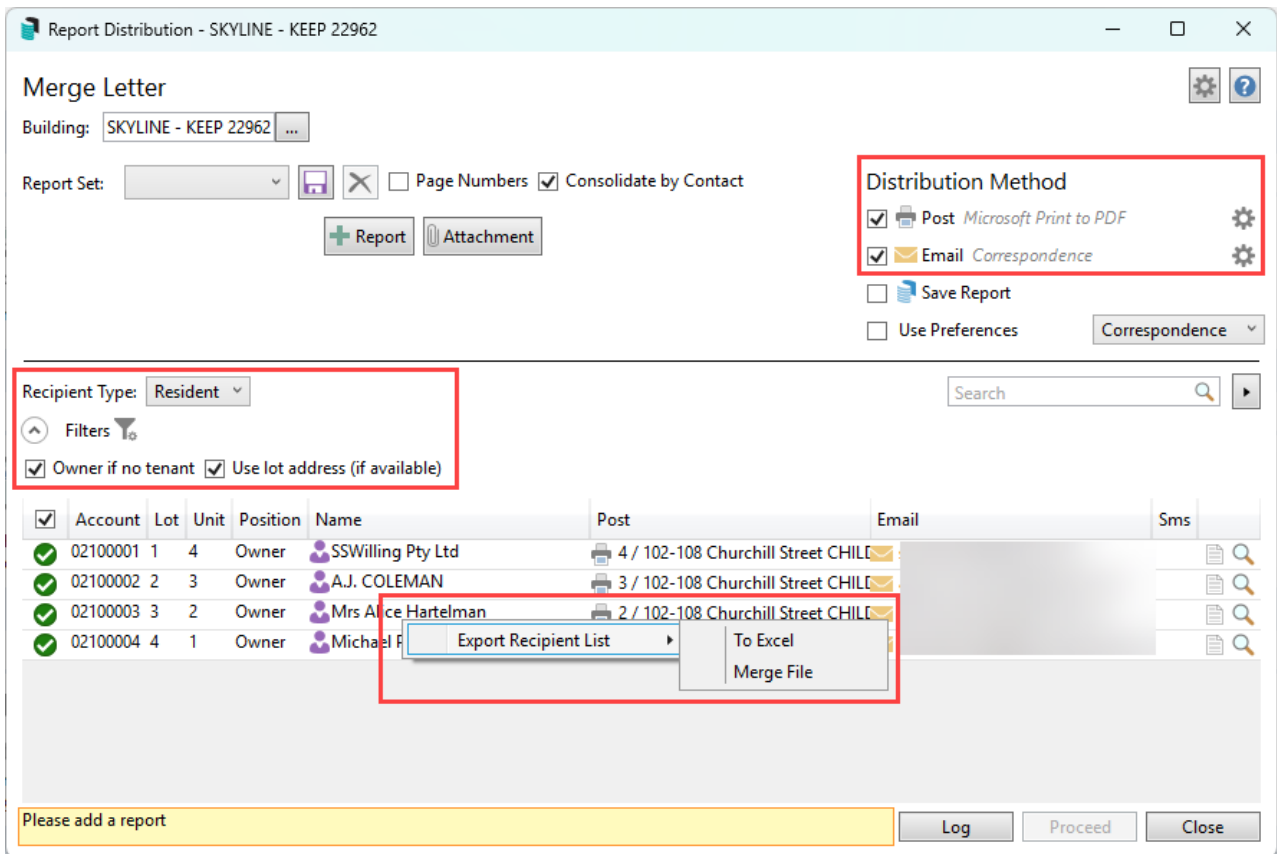 Report Distribution - SKYLINE - KEEP 22962
Merge Letter
Building: SKYLINE - KEEP 22962 ...
Report Set: Page Numbers Consolidate by Contact
Report Attachment
Distribution Method
Post Microsoft Print to PDF
Email Correspondence
Save Report
Use Preferences Correspondence
Recipient Type: Resident
Search
Filters
Owner if no tenant Use lot address (if available)
Account Lot Unit Position Name Post Email Sms
02100001 1 4 Owner SSWilling Pty Ltd 4 / 102-108 Churchill Street
02100002 2 3 Owner A.J. COLEMAN 3 / 102-108 Churchill Street
02100003 3 2 Owner Mrs Alice Hartelman 2 / 102-108 Churchill Street
02100004 4 1 Owner Michael
Export Recipient List To Excel
Merge File
Please add a report
Log Proceed Close